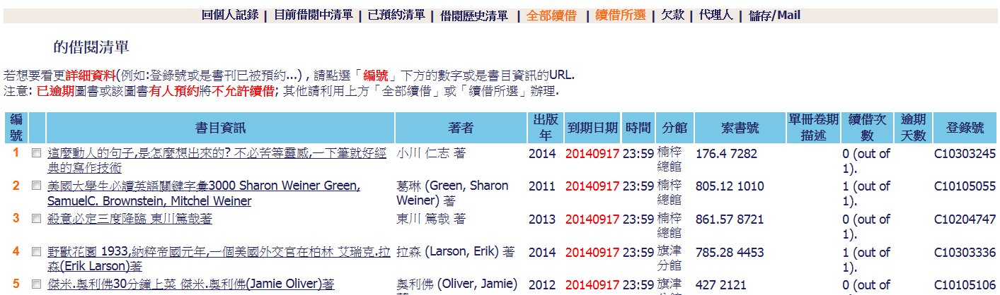 回個人記錄 | 目前借閱中清單 | 已預約清單 | 借閱歷史清單 | 全部續借 | 續借所選 | 欠款 | 代理人 | 儲存/Mail
的借閱清單
若想要看更詳細資料(例如:登錄號或是書刊已被預約...) , 請點選「編號」下方的數字或是書目資訊的URL.
注意: 已逾期圖書或該圖書有人預約將不允許續借; 其他請利用上方「全部續借」或「續借所選」辦理.
編號 書目資訊 著者 出版年 到期日期 時間 分館 索書號 單冊卷期描述 續借次數 逾期天數 登錄號
1 這麼動人的句子,是怎麼想出來的? 不必苦等靈感,一下筆就好經 小川 仁志 著 2014 20140917 23:59 楠梓 176.4 7282 0 (out of C10303245
典的寫作技術 總館 1).
2 美國大學生必讀英語關鍵字彙3000 Sharon Weiner Green, 葛琳 (Green, Sharon 2011 20140917 23:59 楠梓 805.12 1010 1 (out of C10105055
SamuelC. Brownstein, Mitchel Weiner Weiner) 著 總館 1).
3 殺意必定三度降臨 東川篤哉著 東川 篤哉 著 2013 20140917 23:59 楠梓 861.57 8721 0 (out of C10204747
總館 1).
4 野獸花園 1933,納粹帝國元年,一個美國外交官在柏林 艾瑞克.拉 拉森 (Larson, Erik) 著 2014 20140917 23:59 旗津 785.28 4453 1 (out of C10303336
森(Erik Larson)著 分館 1).
5 傑米.奧利佛30分鐘上菜 傑米.奧利佛(Jamie Oliver)著 奧利佛 (Oliver, Jamie) 2012 20140917 23:59 旗津 427 2121 0 (out of C10105106